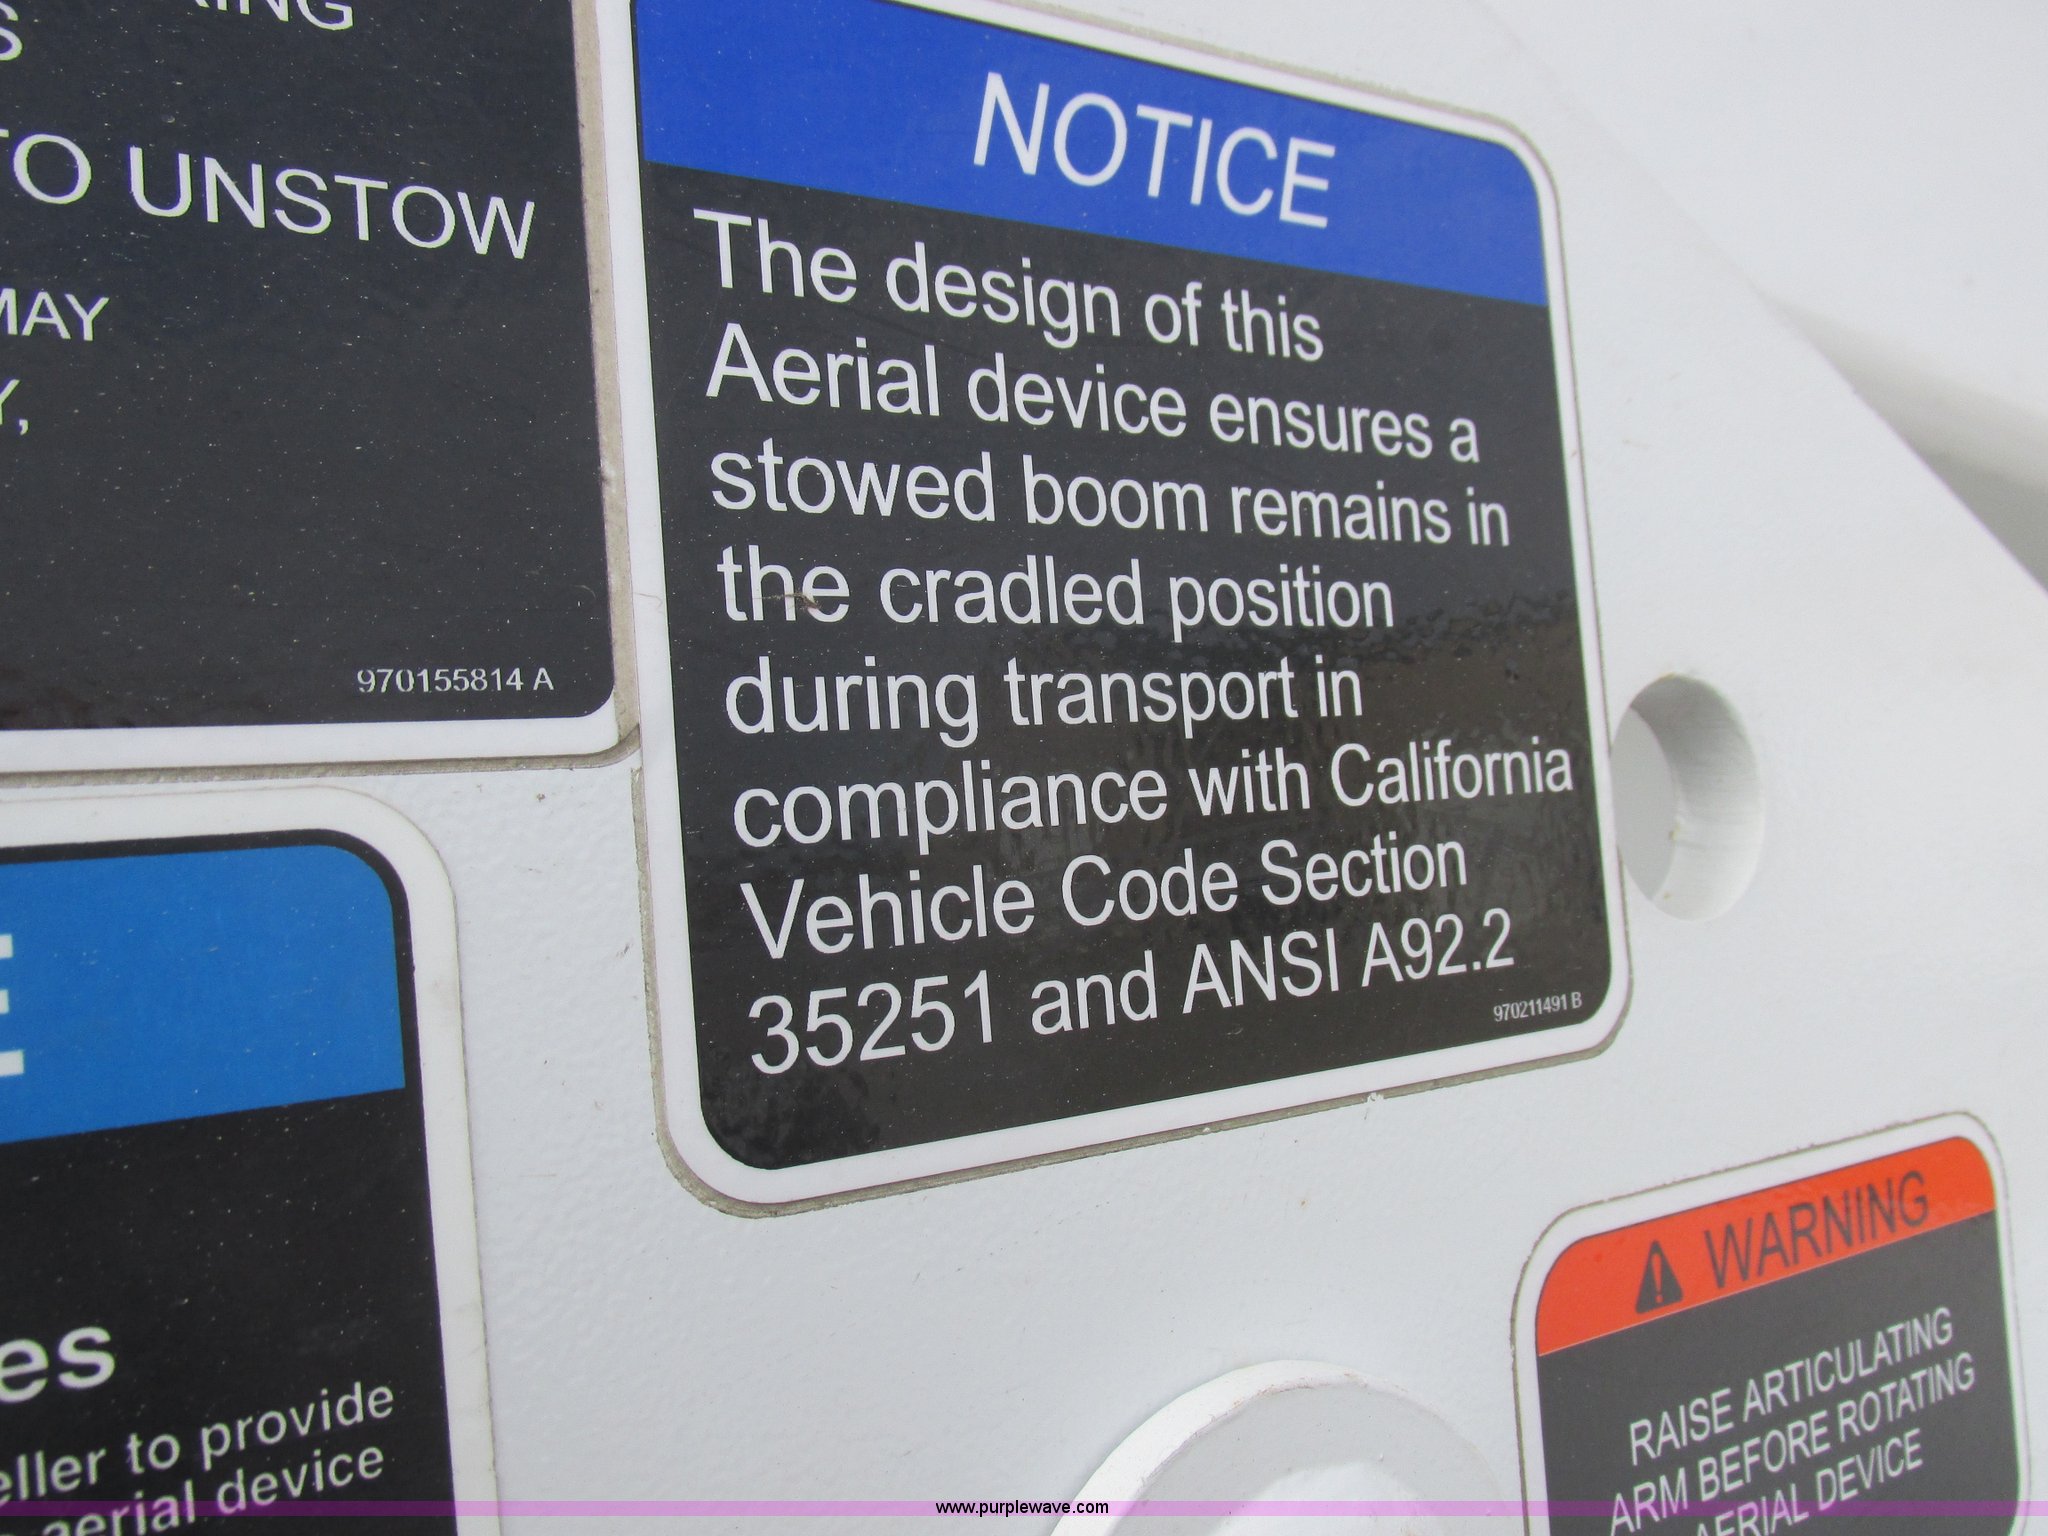 TO UNSTOW
MAY
970155814 A
NOTICE
The design of this
Aerial device ensures a
stowed boom remains in
the cradled position
during transport in
compliance with California
Vehicle Code Section
35251 and ANSI A92.2
970211491 B
to provide
aerial device
WARNING
RAISE ARTICULATING
ARM BEFORE ROTATING
AERIAL DEVICE
www.purplewave.com